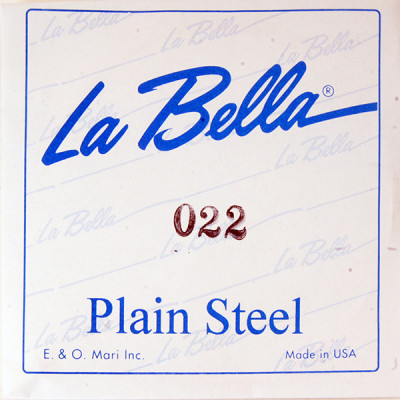 La Bella®
022
Plain Steel
E. & O. Mari Inc. Made in USA